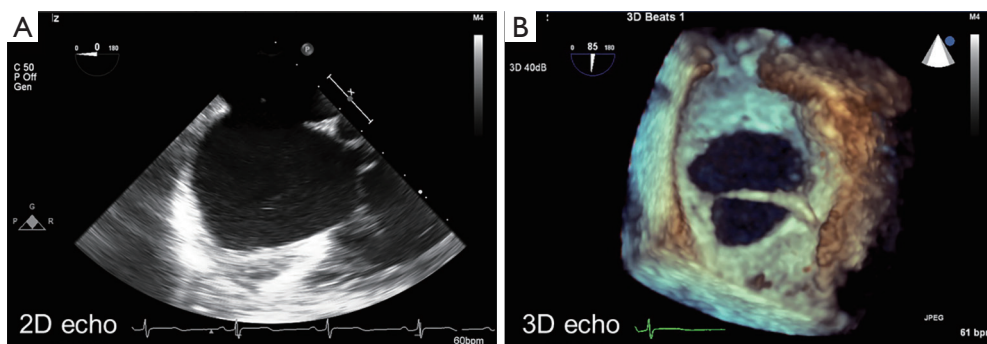 A
lz
M4
0
0 180
P
C 50
P Off
Gen
x
G
P R
2D echo
60bpm
B
3D Beats 1
M4
85
0 180
3D 40dB
3D echo
JPEG
61 bpm